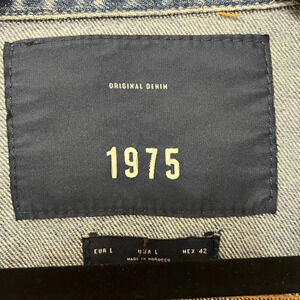 ORIGINAL DENIM
1975
EUR L USA L MEX 42
MADE IN MOROCCO